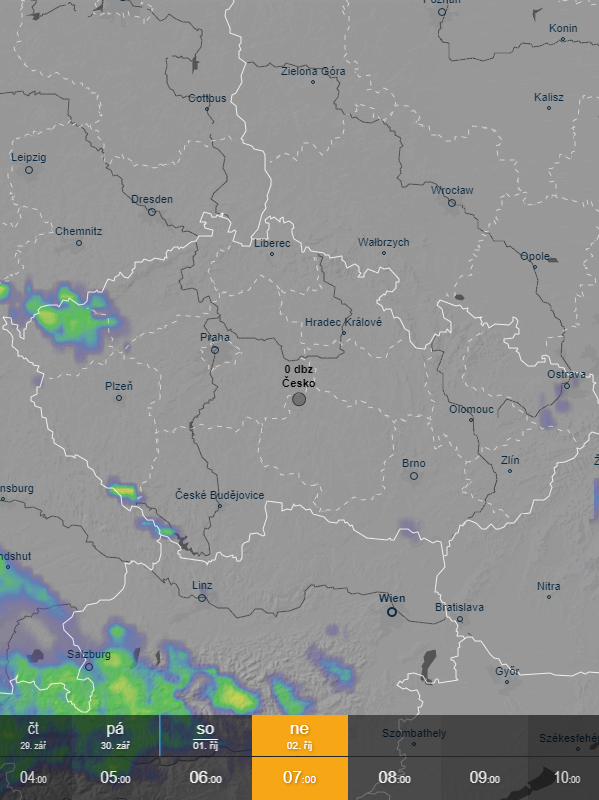 Poznań
Konin
Zielona Góra
Cottbus
Kalisz
Leipzig
Dresden
Wrocław
Chemnitz
Liberec
Wałbrzych
Opole
Hradec Králové
Praha
0 dbz
Česko
Plzeň
Ostrava
Olomouc
Brno
Zlín
Ž
nsburg
České Budějovice
ndshut
Linz
Wien
Nitra
Bratislava
Salzburg
Győr
Szombathely
Székesfehé
čt
pá
so
ne
29. zář
30. zář
01. říj
02. říj
04:00
05:00
06:00
07:00
08:00
09:00
10:00